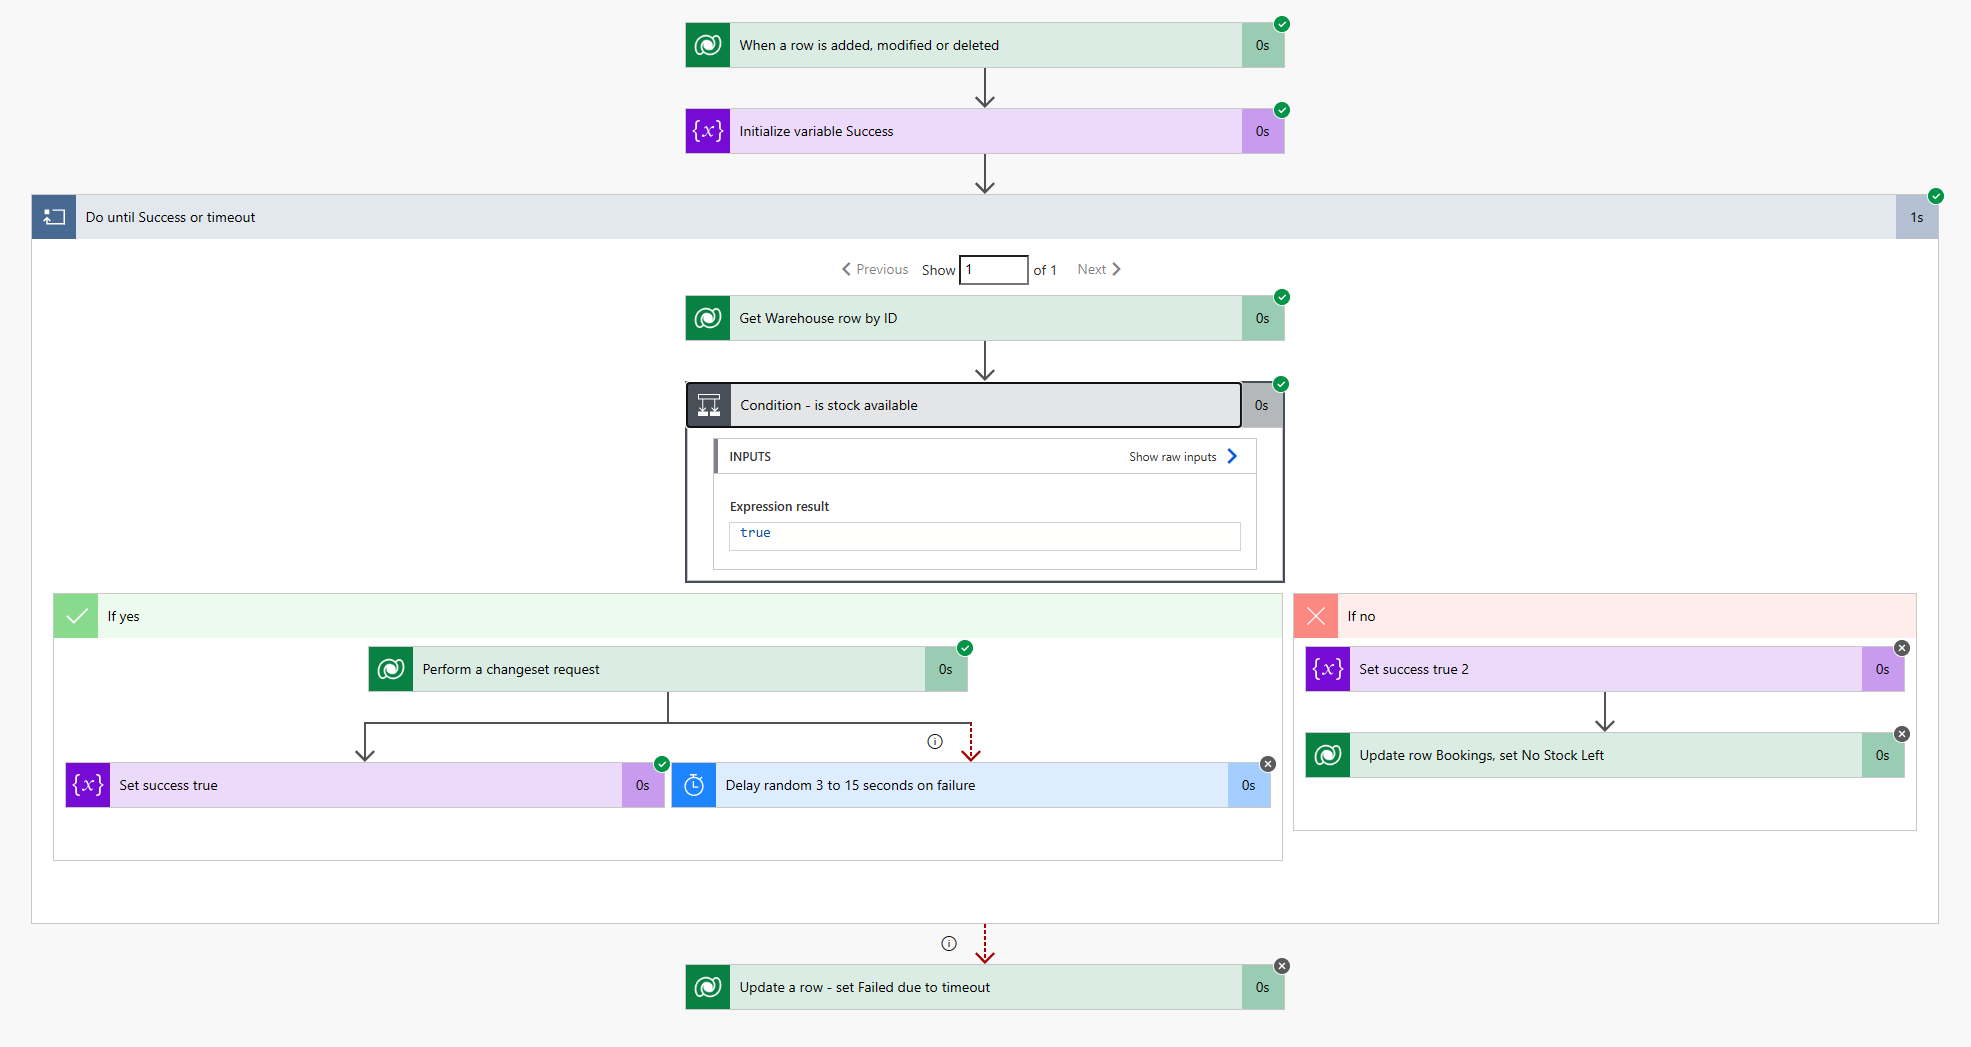 When a row is added, modified or deleted
0s
{x}
Initialize variable Success
0s
Do until Success or timeout
1s
Previous
Show
1
of 1
Next
Get Warehouse row by ID
0s
Condition - is stock available
0s
INPUTS
Show raw inputs
Expression result
true
If yes
If no
Perform a changeset request
0s
{x}
Set success true 2
0s
Update row Bookings, set No Stock Left
0s
{x}
Set success true
0s
Delay random 3 to 15 seconds on failure
0s
Update a row - set Failed due to timeout
0s